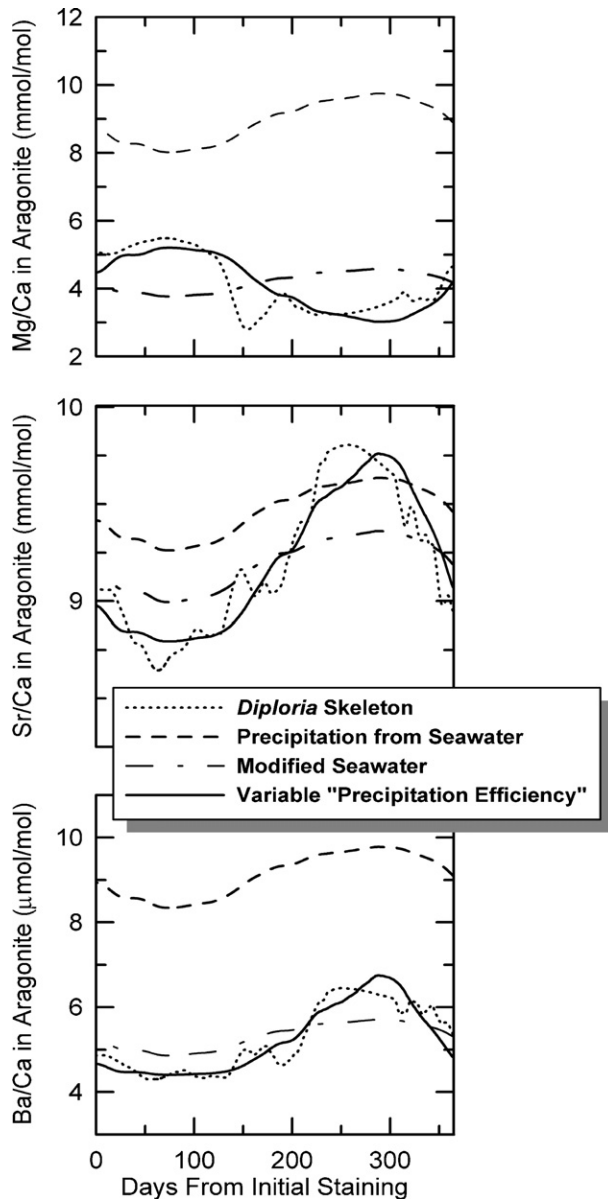 12
10
8
6
4
2
Mg/Ca in Aragonite (mmol/mol)
10
9
Sr/Ca in Aragonite (mmol/mol)
Diploria Skeleton
Precipitation from Seawater
Modified Seawater
Variable "Precipitation Efficiency"
10
8
6
4
Ba/Ca in Aragonite (μmol/mol)
0 100 200 300
Days From Initial Staining